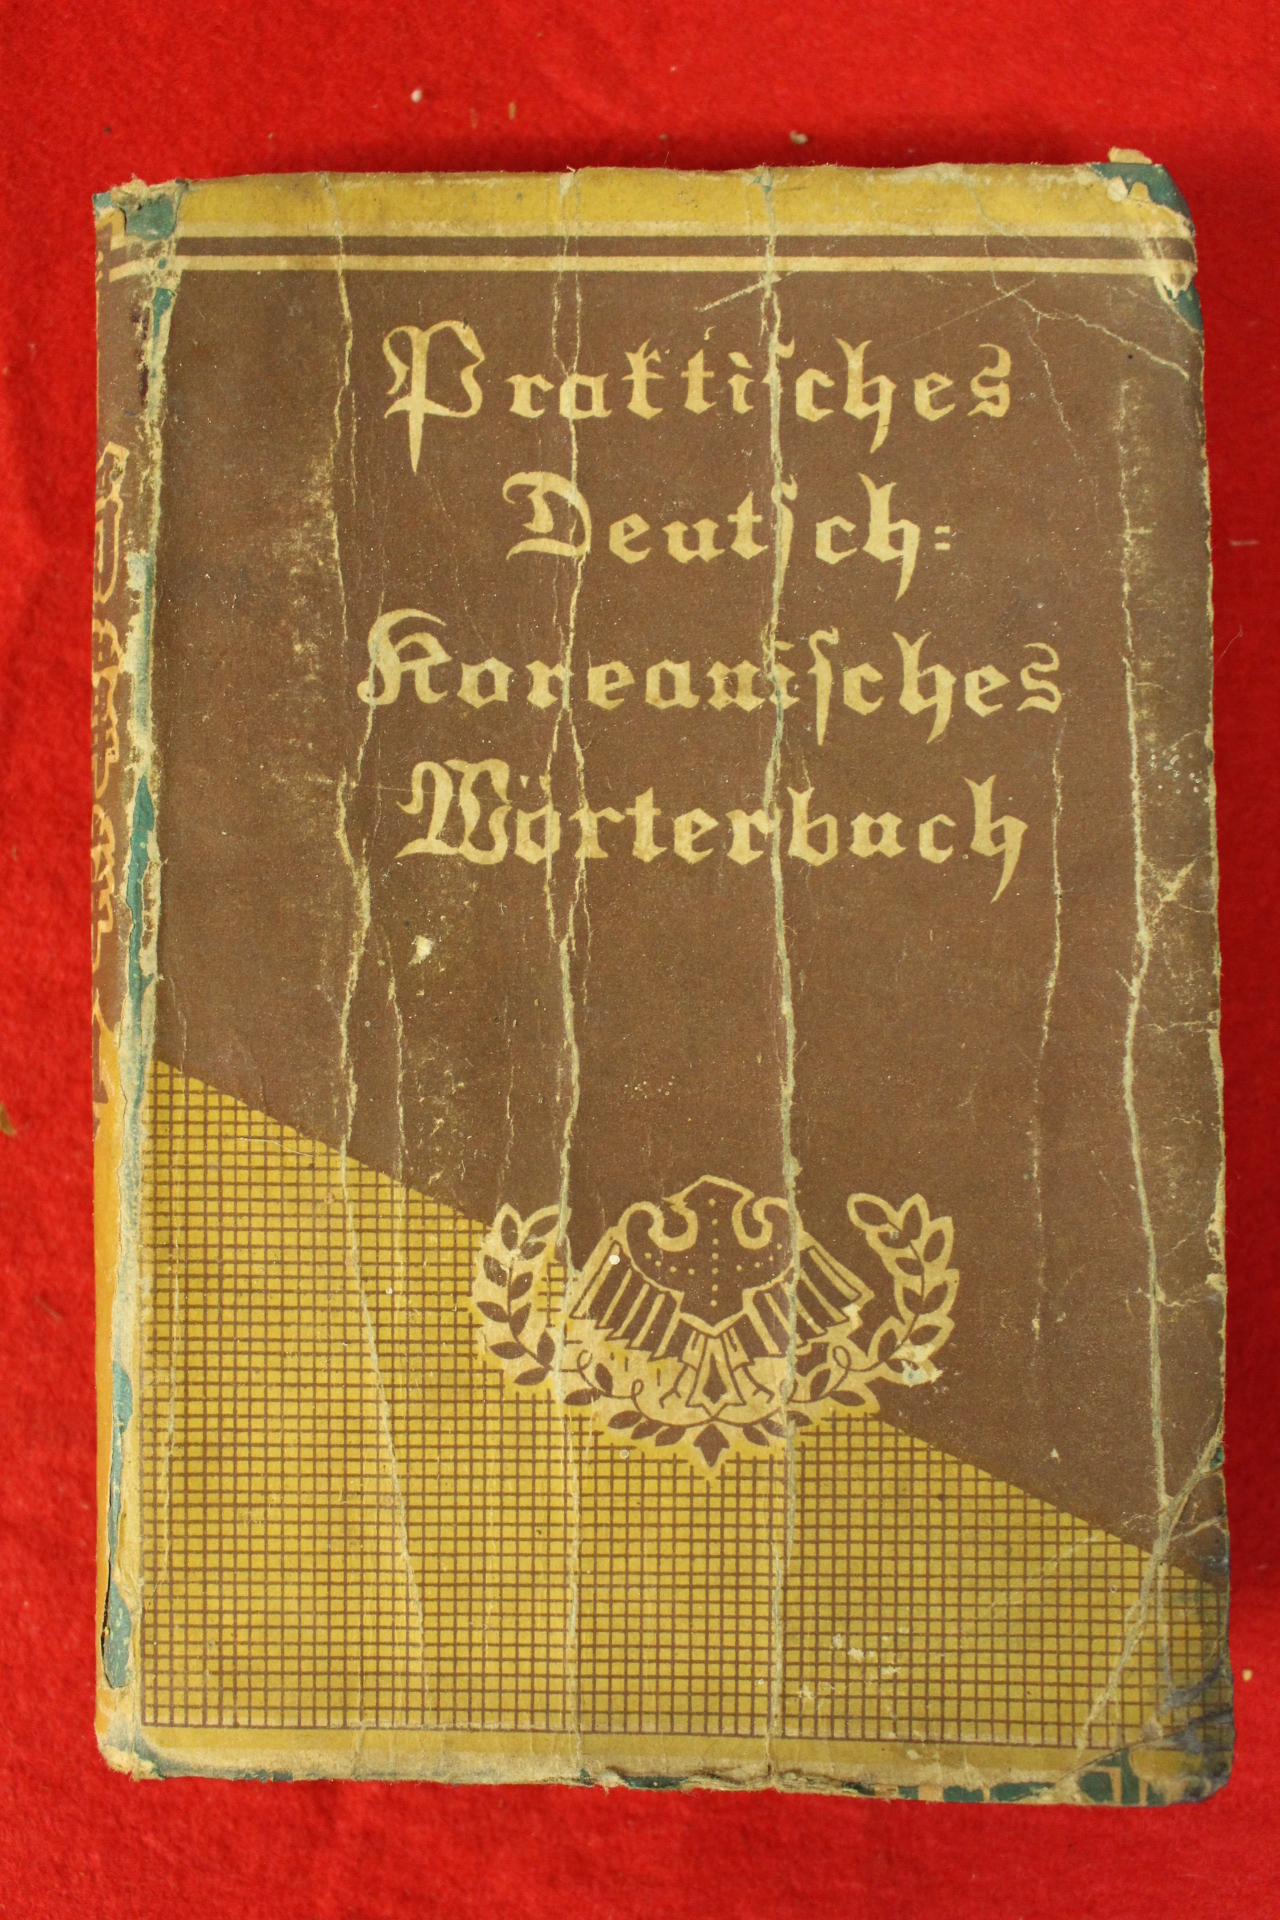 Praktisches
Deutsch=
Koreanisches
Wörterbuch